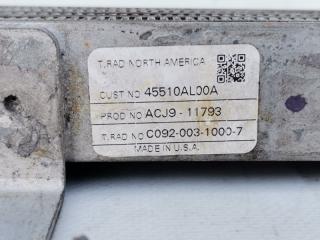 T.RAD NORTH AMERICA
CUST NO 45510AL00A
PROD NO ACJ9 - 11793
T.RAD NO C092-003-1000-7
MADE IN U.S.A.